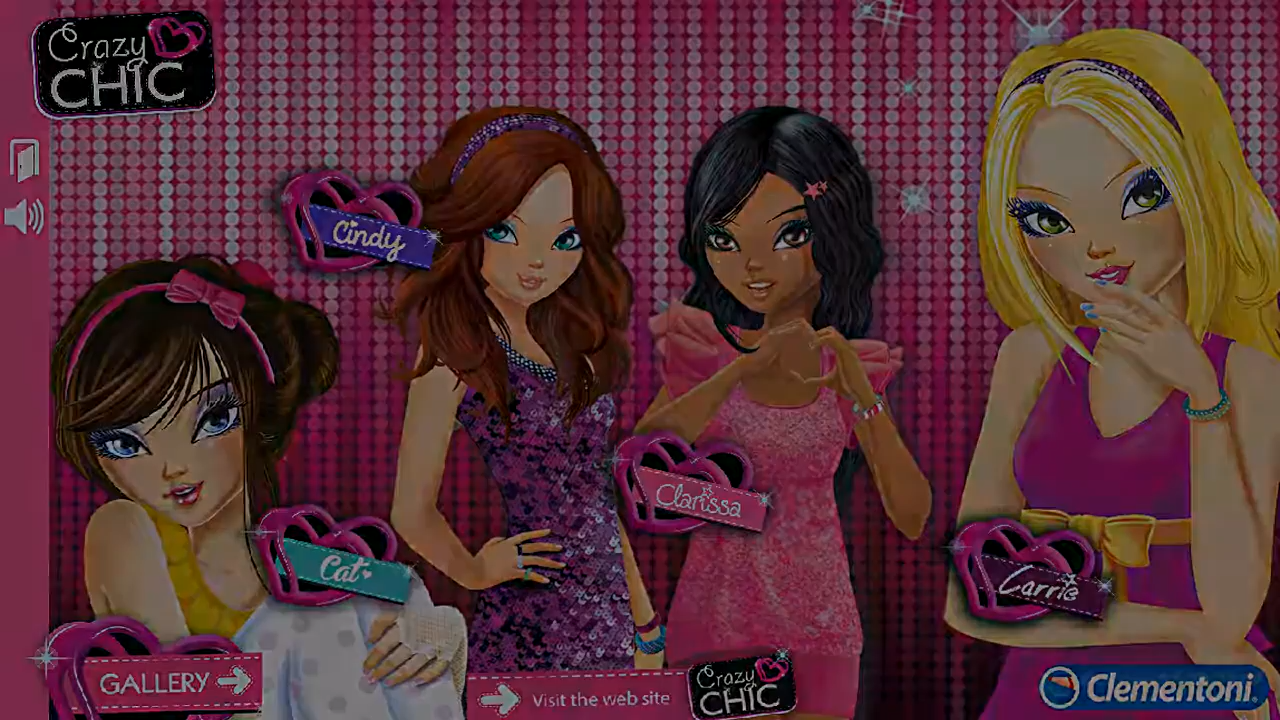 Crazy
CHIC
Cindy
Clarissa
Cat
Carrie
GALLERY
Visit the web site
Crazy
CHIC
Clementoni